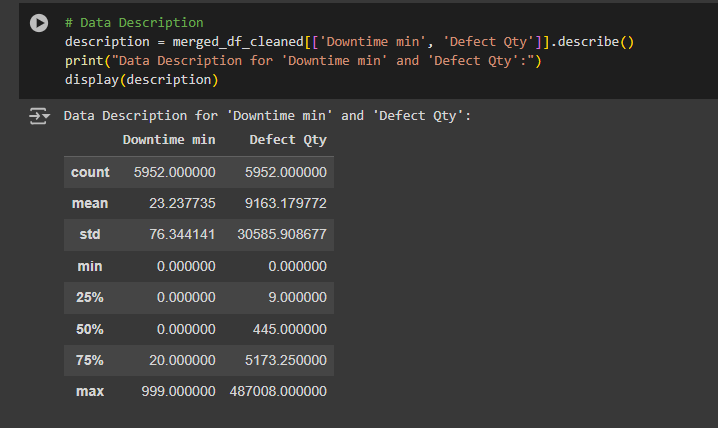 # Data Description
description = merged_df_cleaned[['Downtime min', 'Defect Qty']].describe()
print("Data Description for 'Downtime min' and 'Defect Qty':")
display(description)
Data Description for 'Downtime min' and 'Defect Qty':
Downtime min Defect Qty
count 5952.000000 5952.000000
mean 23.237735 9163.179772
std 76.344141 30585.908677
min 0.000000 0.000000
25% 0.000000 9.000000
50% 0.000000 445.000000
75% 20.000000 5173.250000
max 999.000000 487008.000000